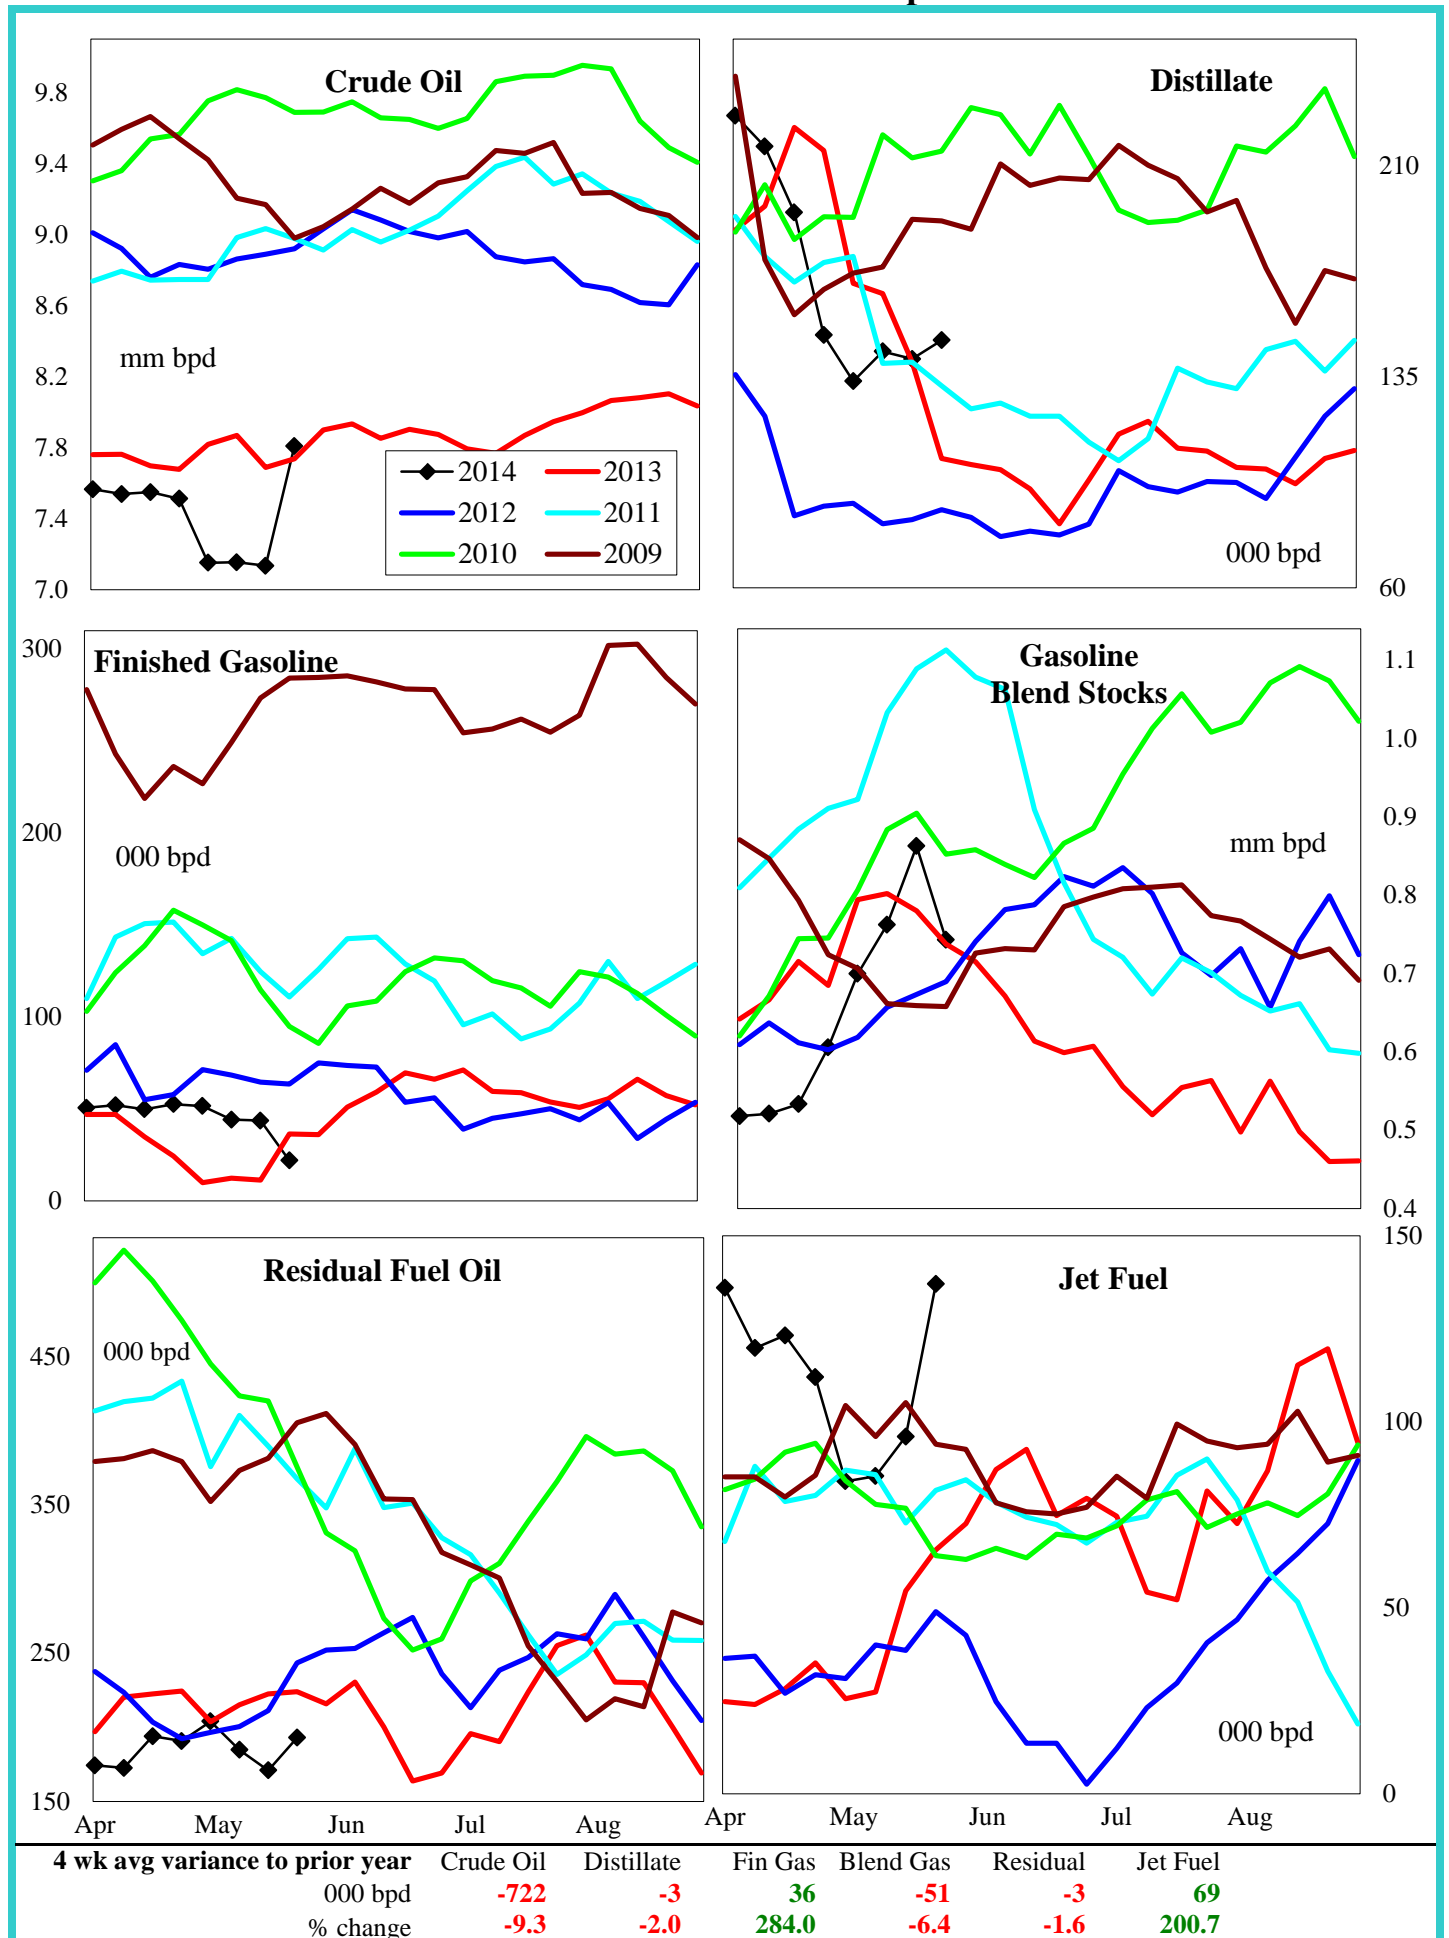 Crude Oil
Distillate
9.8
9.4
9.0
8.6
8.2
7.8
7.4
7.0
mm bpd
2014
2013
2012
2011
2010
2009
210
135
60
000 bpd
Finished Gasoline
300
200
100
0
000 bpd
Gasoline
Blend Stocks
mm bpd
1.1
1.0
0.9
0.8
0.7
0.6
0.5
0.4
Residual Fuel Oil
000 bpd
450
350
250
150
Apr May Jun Jul Aug
Jet Fuel
150
100
50
0
000 bpd
Apr May Jun Jul Aug
4 wk avg variance to prior year Crude Oil Distillate Fin Gas Blend Gas Residual Jet Fuel
000 bpd -722 -3 36 -51 -3 69
% change -9.3 -2.0 284.0 -6.4 -1.6 200.7